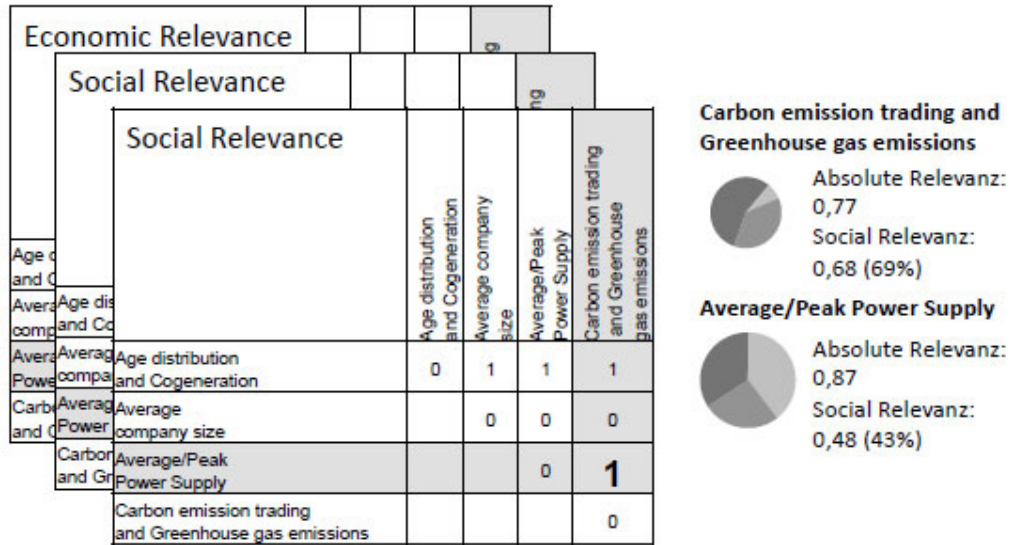 Economic Relevance
Social Relevance
Social Relevance
Age distribution
and Cogeneration
Average company
size
Average/Peak
Power Supply
Carbon emission trading
and Greenhouse
gas emissions
Age distribution
and Cogeneration
0 1 1 1
Average
company size
0 0 0
Average/Peak
Power Supply
0 1
Carbon emission trading
and Greenhouse gas emissions
0
Carbon emission trading and
Greenhouse gas emissions
Absolute Relevanz:
0,77
Social Relevanz:
0,68 (69%)
Average/Peak Power Supply
Absolute Relevanz:
0,87
Social Relevanz:
0,48 (43%)